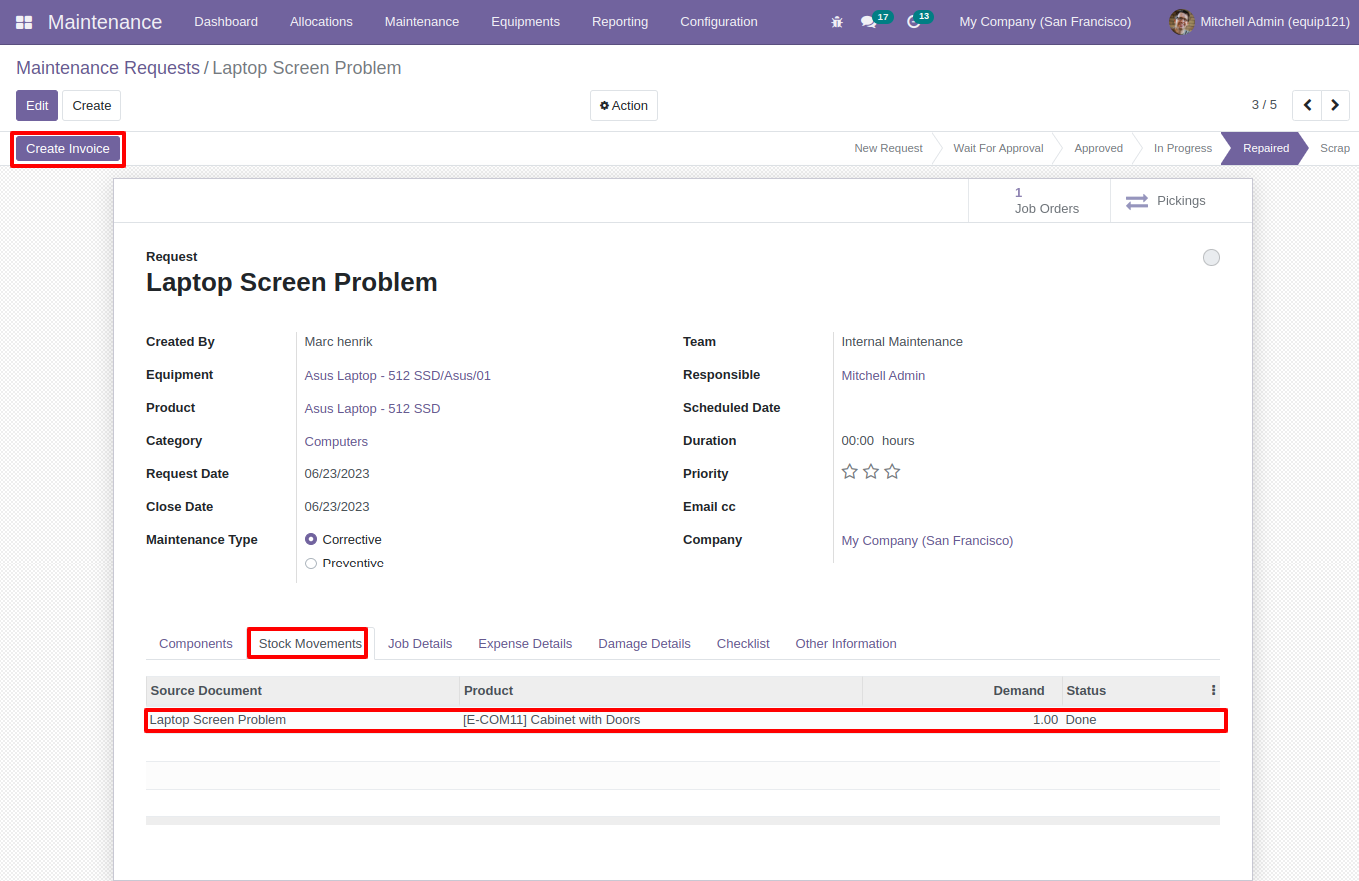 Maintenance Dashboard Allocations Maintenance Equipments Reporting Configuration 17 13 My Company (San Francisco) Mitchell Admin (equip121)
Maintenance Requests / Laptop Screen Problem
Edit Create Action 3 / 5
Create Invoice New Request Wait For Approval Approved In Progress Repaired Scrap
1
Job Orders
Pickings
Request
Laptop Screen Problem
Created By Marc henrik
Equipment Asus Laptop - 512 SSD/Asus/01
Product Asus Laptop - 512 SSD
Category Computers
Request Date 06/23/2023
Close Date 06/23/2023
Maintenance Type Corrective
Preventive
Team Internal Maintenance
Responsible Mitchell Admin
Scheduled Date
Duration 00:00 hours
Priority
Email cc
Company My Company (San Francisco)
Components Stock Movements Job Details Expense Details Damage Details Checklist Other Information
Source Document Product Demand Status
Laptop Screen Problem [E-COM11] Cabinet with Doors 1.00 Done